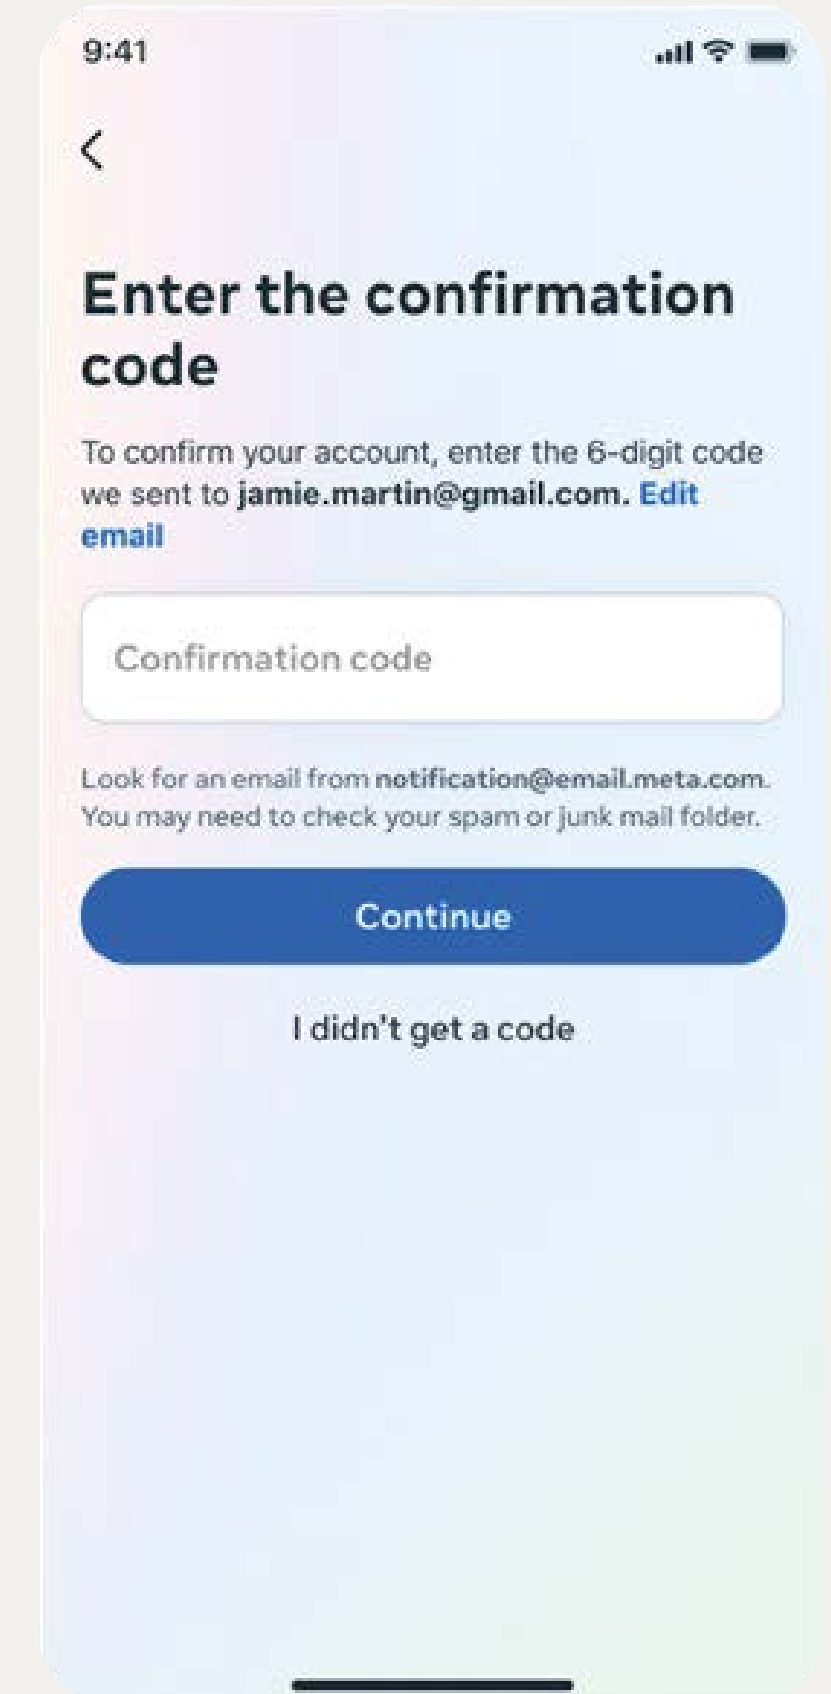 9:41
Enter the confirmation
code
To confirm your account, enter the 6-digit code
we sent to jamie.martin@gmail.com. Edit
email
Confirmation code
Look for an email from notification@email.meta.com.
You may need to check your spam or junk mail folder.
Continue
I didn't get a code